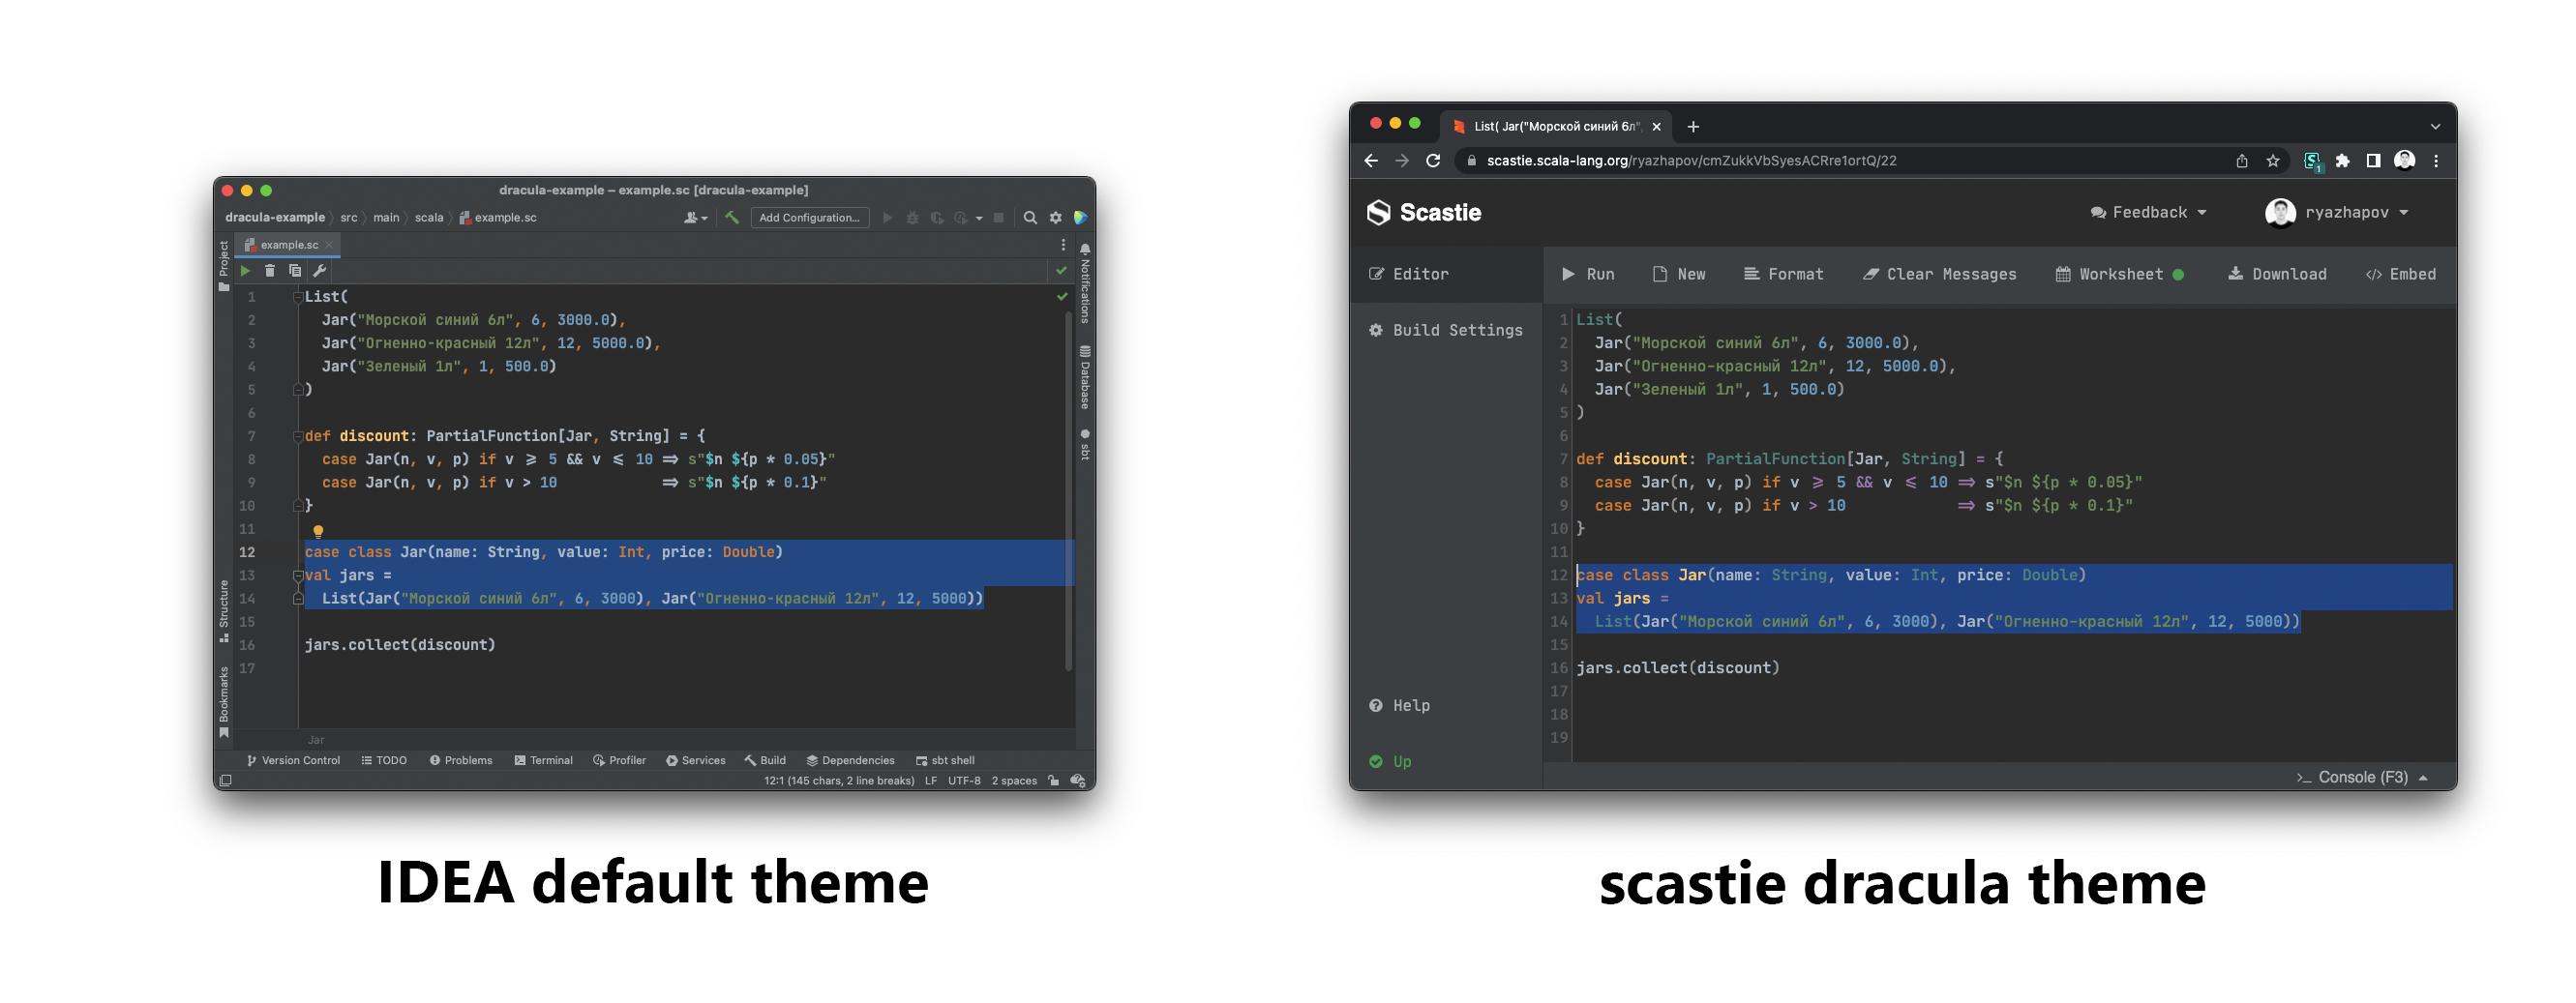 dracula-example – example.sc [dracula-example]
dracula-example src main scala example.sc Add Configuration...
example.sc
Project
Structure
Bookmarks
1 List(
2 Jar("Морской синий 6л", 6, 3000.0),
3 Jar("Огненно-красный 12л", 12, 5000.0),
4 Jar("Зеленый 1л", 1, 500.0)
5 )
6
7 def discount: PartialFunction[Jar, String] = {
8 case Jar(n, v, p) if v ⩾ 5 && v ⩽ 10 ⇒ s"$n ${p * 0.05}"
9 case Jar(n, v, p) if v > 10 ⇒ s"$n ${p * 0.1}"
10 }
11
12 case class Jar(name: String, value: Int, price: Double)
13 val jars =
14 List(Jar("Морской синий 6л", 6, 3000), Jar("Огненно-красный 12л", 12, 5000))
15
16 jars.collect(discount)
17
Jar
Notifications
Database
sbt
Version Control TODO Problems Terminal Profiler Services Build Dependencies sbt shell
12:1 (145 chars, 2 line breaks) LF UTF-8 2 spaces
IDEA default theme
List( Jar("Морской синий 6л",
scastie.scala-lang.org/ryazhapov/cmZukkVbSyesACRre1ortQ/22
1
Scastie Feedback ryazhapov
Editor
Build Settings
Help
Up
Run New Format Clear Messages Worksheet Download Embed
1 List(
2 Jar("Морской синий 6л", 6, 3000.0),
3 Jar("Огненно-красный 12л", 12, 5000.0),
4 Jar("Зеленый 1л", 1, 500.0)
5 )
6
7 def discount: PartialFunction[Jar, String] = {
8 case Jar(n, v, p) if v ⩾ 5 && v ⩽ 10 ⇒ s"$n ${p * 0.05}"
9 case Jar(n, v, p) if v > 10 ⇒ s"$n ${p * 0.1}"
10 }
11
12 case class Jar(name: String, value: Int, price: Double)
13 val jars =
14 List(Jar("Морской синий 6л", 6, 3000), Jar("Огненно-красный 12л", 12, 5000))
15
16 jars.collect(discount)
17
18
19
Console (F3)
scastie dracula theme